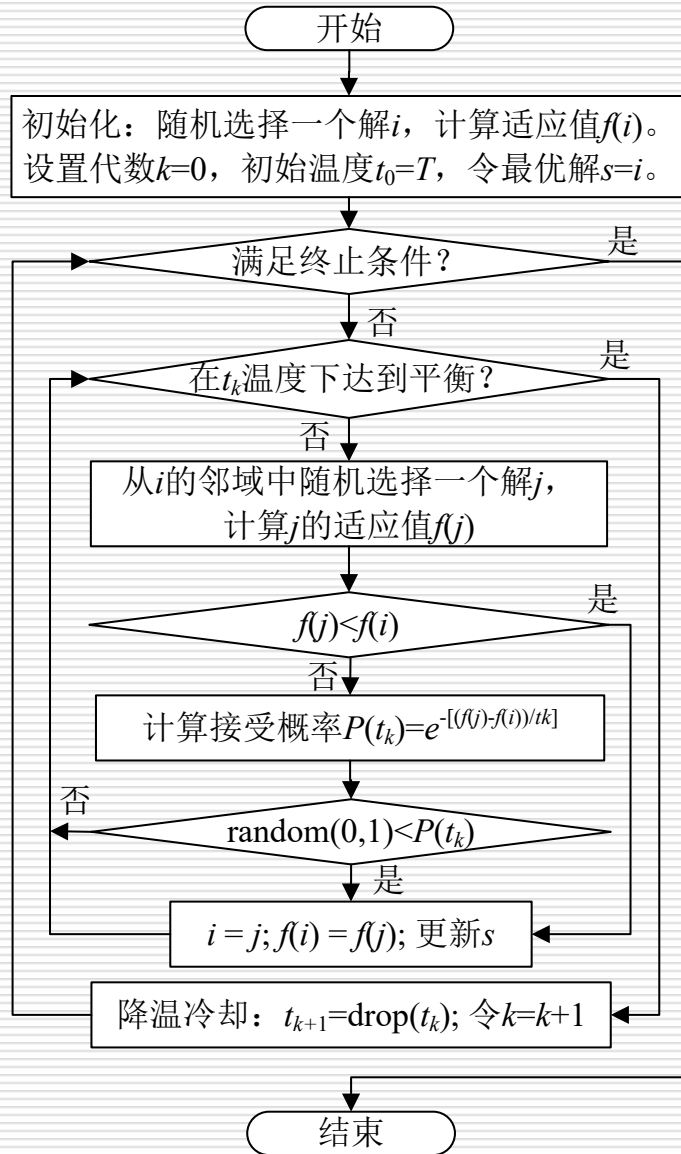 开始
初始化：随机选择一个解i，计算适应值f(i)。
设置代数k=0，初始温度t₀=T，令最优解s=i。
满足终止条件？
是
否
在tₖ温度下达到平衡？
是
否
从i的邻域中随机选择一个解j，
计算j的适应值f(j)
f(j)<f(i)
是
否
计算接受概率P(tₖ)=e^-[(f(j)-f(i))/tk]
否
random(0,1)<P(tₖ)
是
i = j; f(i) = f(j); 更新s
降温冷却：tₖ₊₁=drop(tₖ); 令k=k+1
结束